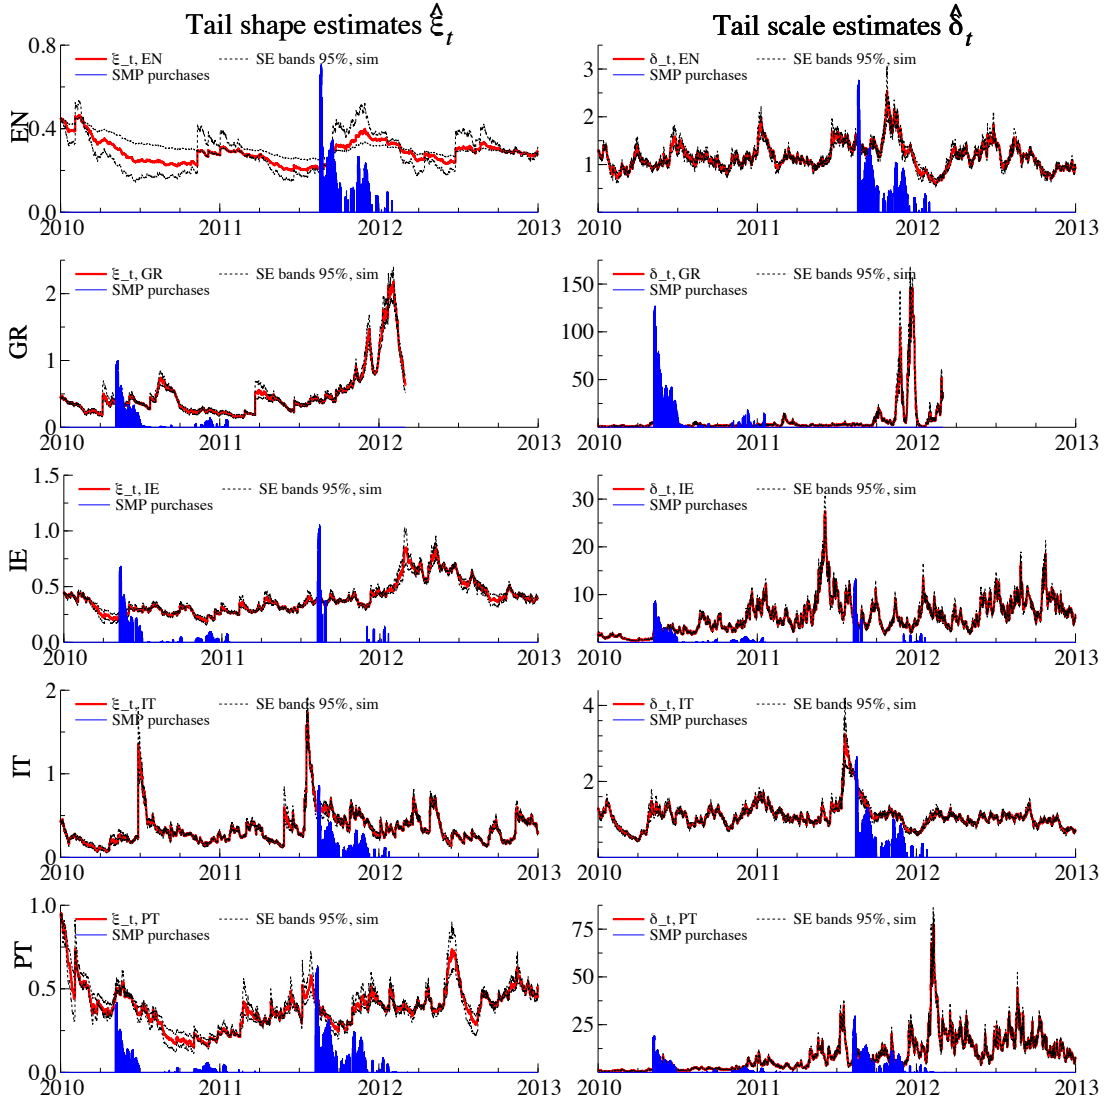 Tail shape estimates ξ̂_t
Tail scale estimates δ̂_t
EN
ξ_t, EN
SE bands 95%, sim
SMP purchases
0.8
0.4
0.0
2010 2011 2012 2013
δ_t, EN
SE bands 95%, sim
SMP purchases
3
2
1
2010 2011 2012 2013
GR
ξ_t, GR
SE bands 95%, sim
SMP purchases
2
1
0
2010 2011 2012 2013
δ_t, GR
SE bands 95%, sim
SMP purchases
150
100
50
2010 2011 2012 2013
IE
1.5
ξ_t, IE
SE bands 95%, sim
SMP purchases
1.0
0.5
0.0
2010 2011 2012 2013
δ_t, IE
SE bands 95%, sim
SMP purchases
30
20
10
2010 2011 2012 2013
IT
2
ξ_t, IT
SE bands 95%, sim
SMP purchases
1
0
2010 2011 2012 2013
δ_t, IT
SE bands 95%, sim
SMP purchases
4
2
2010 2011 2012 2013
PT
1.0
ξ_t, PT
SE bands 95%, sim
SMP purchases
0.5
0.0
2010 2011 2012 2013
δ_t, PT
SE bands 95%, sim
SMP purchases
75
50
25
2010 2011 2012 2013